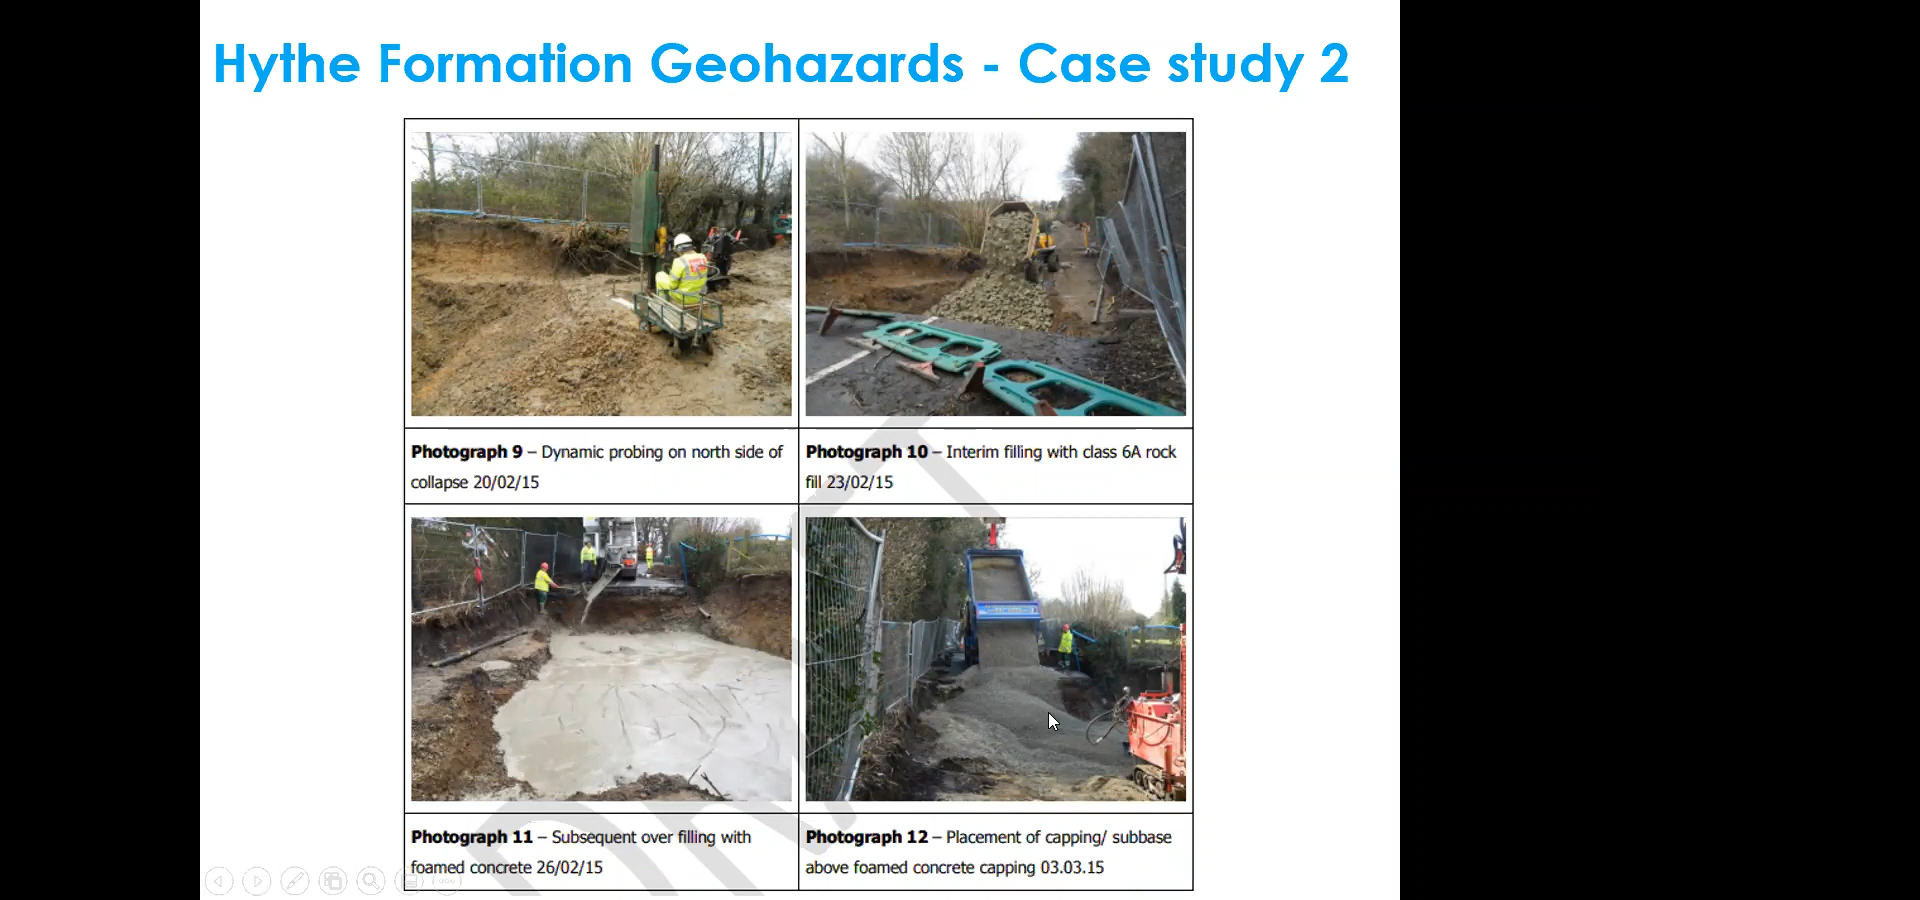 Hythe Formation Geohazards - Case study 2
Photograph 9 – Dynamic probing on north side of
collapse 20/02/15
Photograph 10 – Interim filling with class 6A rock
fill 23/02/15
Photograph 11 – Subsequent over filling with
foamed concrete 26/02/15
Photograph 12 – Placement of capping/ subbase
above foamed concrete capping 03.03.15
DRAFT